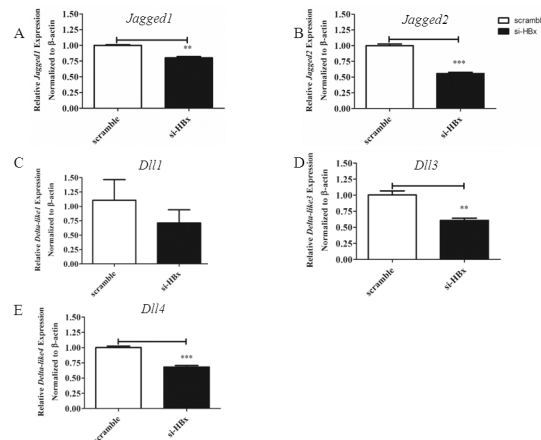 A
Jagged1
Relative Jagged1 Expression
Normalized to β-actin
1.50
1.25
1.00
0.75
0.50
0.25
0.00
**
scramble
si-HBx
B
Jagged2
Relative Jagged2 Expression
Normalized to β-actin
1.50
1.25
1.00
0.75
0.50
0.25
0.00
***
scramble
si-HBx
scramble
si-HBx
C
Dll1
Relative Delta-like1 Expression
Normalized to β-actin
1.50
1.25
1.00
0.75
0.50
0.25
0.00
scramble
si-HBx
D
Dll3
Relative Delta-like3 Expression
Normalized to β-actin
1.50
1.25
1.00
0.75
0.50
0.25
0.00
**
scramble
si-HBx
E
Dll4
Relative Delta-like4 Expression
Normalized to β-actin
1.50
1.25
1.00
0.75
0.50
0.25
0.00
***
scramble
si-HBx